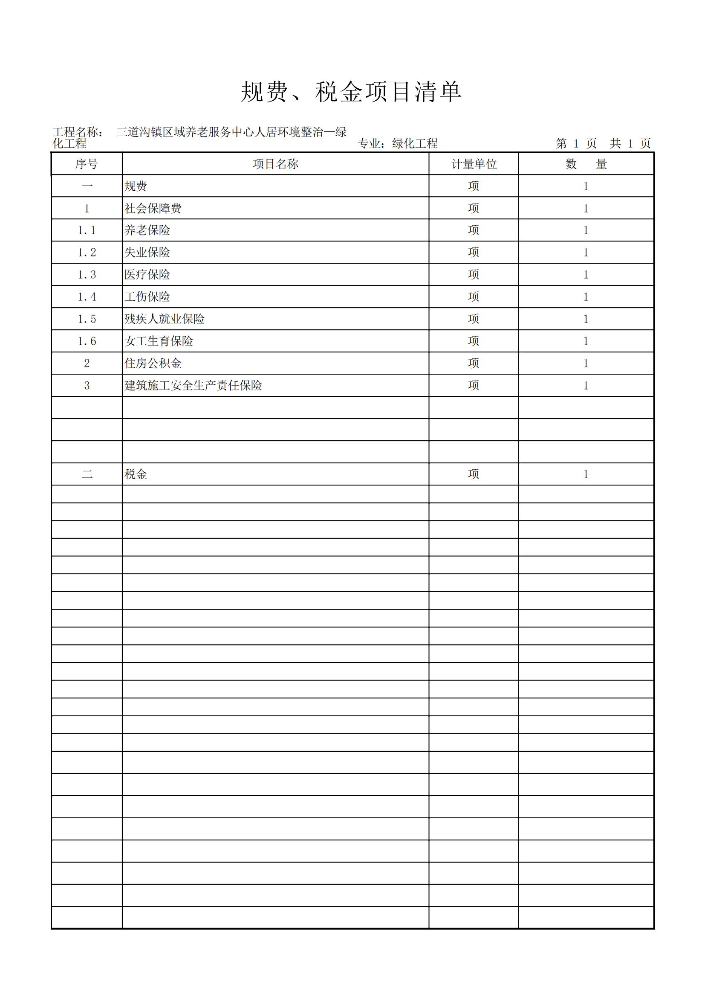 规费、税金项目清单
工程名称： 三道沟镇区域养老服务中心人居环境整治—绿
化工程 专业：绿化工程 第 1 页 共 1 页
序号 项目名称 计量单位 数 量
一 规费 项 1
1 社会保障费 项 1
1.1 养老保险 项 1
1.2 失业保险 项 1
1.3 医疗保险 项 1
1.4 工伤保险 项 1
1.5 残疾人就业保险 项 1
1.6 女工生育保险 项 1
2 住房公积金 项 1
3 建筑施工安全生产责任保险 项 1
二 税金 项 1